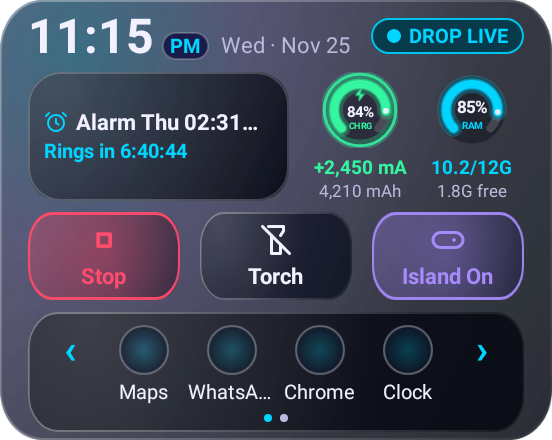 11:15 PM Wed · Nov 25 DROP LIVE
Alarm Thu 02:31...
Rings in 6:40:44
84%
CHRG
+2,450 mA
4,210 mAh
85%
RAM
10.2/12G
1.8G free
Stop
Torch
Island On
Maps WhatsA... Chrome Clock